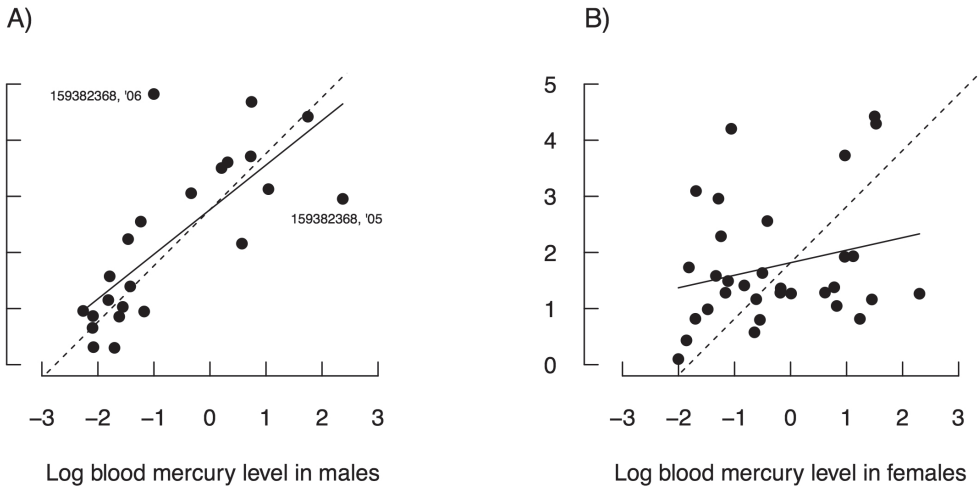 A)
B)
159382368, '06
159382368, '05
5
4
3
2
1
0
−3 −2 −1 0 1 2 3
−3 −2 −1 0 1 2 3
Log blood mercury level in males
Log blood mercury level in females